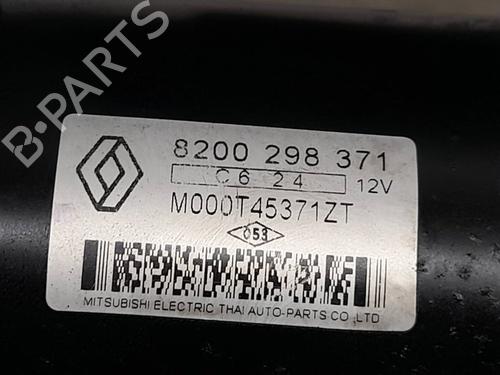 B-PARTS
8200 298 371
C6 24 12V
M000T45371ZT
053
MITSUBISHI ELECTRIC THAI AUTO-PARTS CO.,LTD